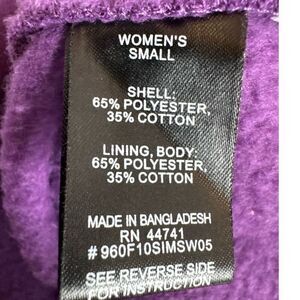 WOMEN'S
SMALL
SHELL:
65% POLYESTER,
35% COTTON
LINING, BODY:
65% POLYESTER,
35% COTTON
MADE IN BANGLADESH
RN 44741
#960F10SIMSW05
SEE REVERSE SIDE
FOR INSTRUCTION